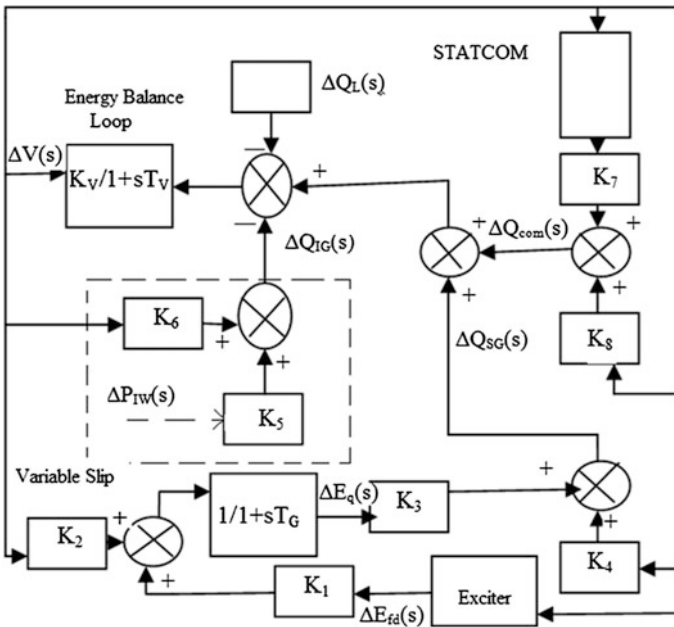 STATCOM
ΔQL(s)
Energy Balance
Loop
ΔV(s)
KV/1+sTV
K7
ΔQcom(s)
ΔQIG(s)
K6
K8
ΔQSG(s)
ΔPIW(s)
K5
Variable Slip
ΔEq(s)
K3
1/1+sTG
K2
K4
K1
Exciter
ΔEfd(s)